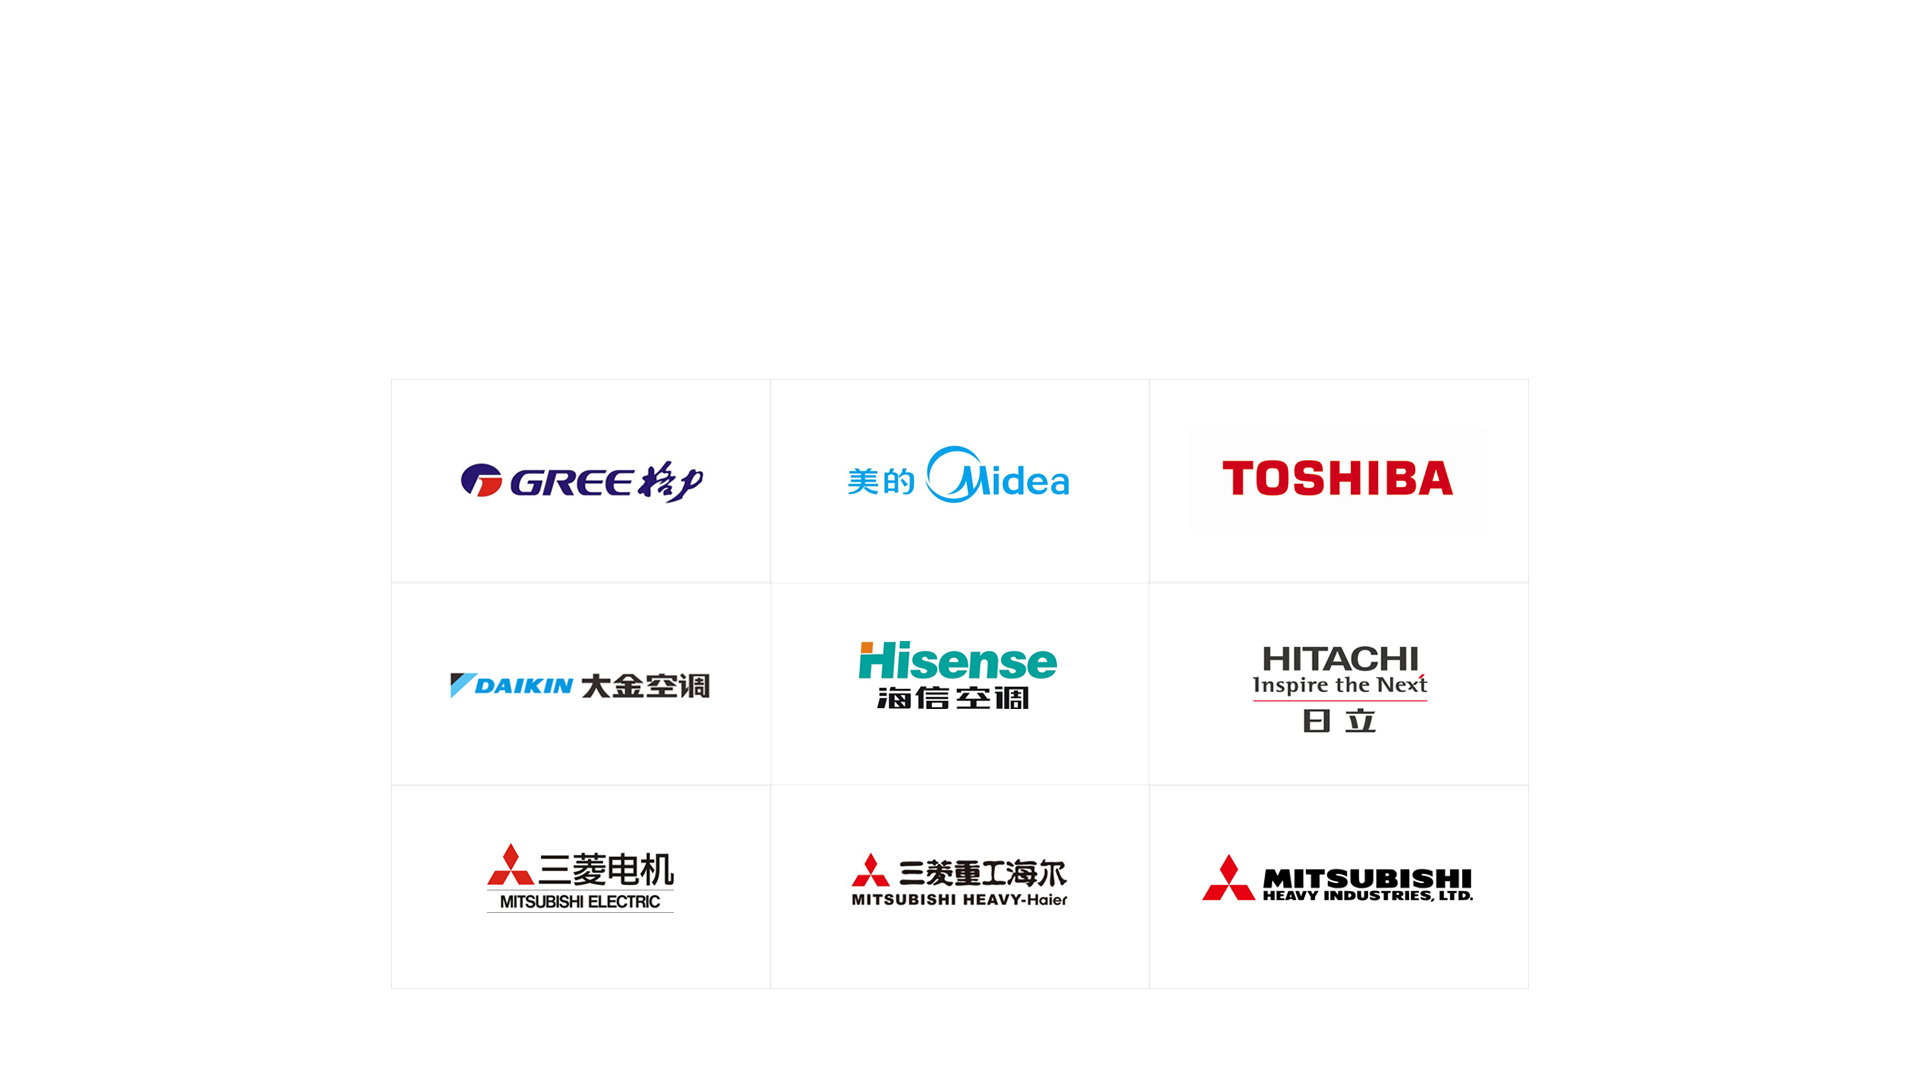 GREE 格力
美的 Midea
TOSHIBA
DAIKIN 大金空调
Hisense
海信空调
HITACHI
Inspire the Next
日立
三菱电机
MITSUBISHI ELECTRIC
三菱重工海尔
MITSUBISHI HEAVY-Haier
MITSUBISHI
HEAVY INDUSTRIES, LTD.